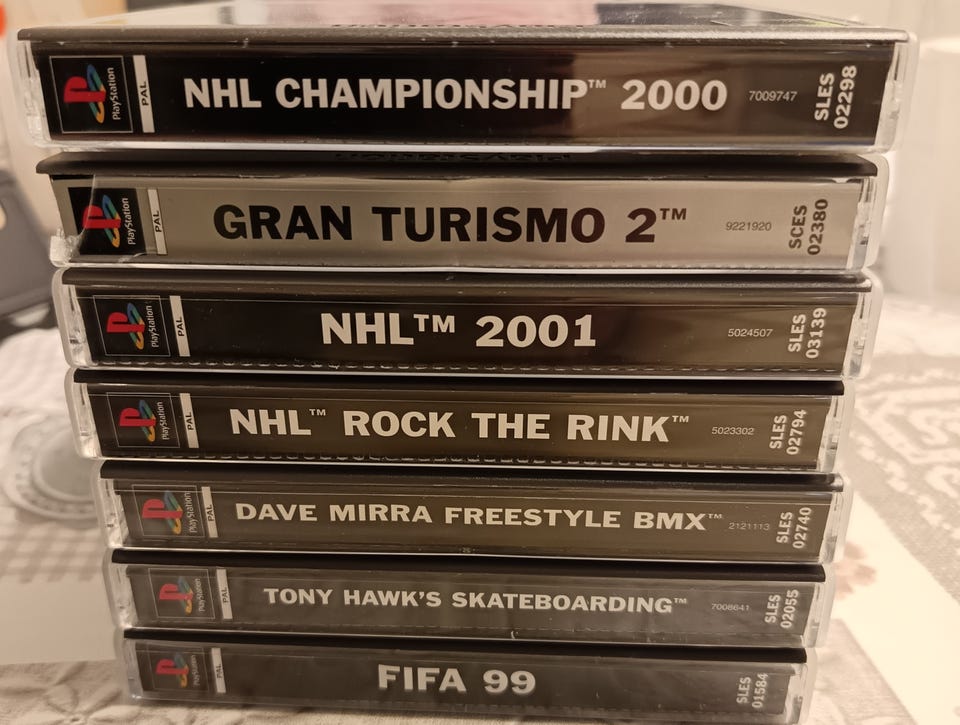 PlayStation
PAL
NHL CHAMPIONSHIP™ 2000
7009747
SLES
02298
PlayStation
PlayStation
PAL
GRAN TURISMO 2™
9221920
SCES
02380
PlayStation
PAL
NHL™ 2001
5024507
SLES
03139
PlayStation
PAL
NHL™ ROCK THE RINK™
5023302
SLES
02794
PlayStation
PAL
DAVE MIRRA FREESTYLE BMX™
2121113
SLES
02740
PlayStation
PAL
TONY HAWK'S SKATEBOARDING™
7008641
SLES
02055
PlayStation
PAL
FIFA 99
SLES
01584